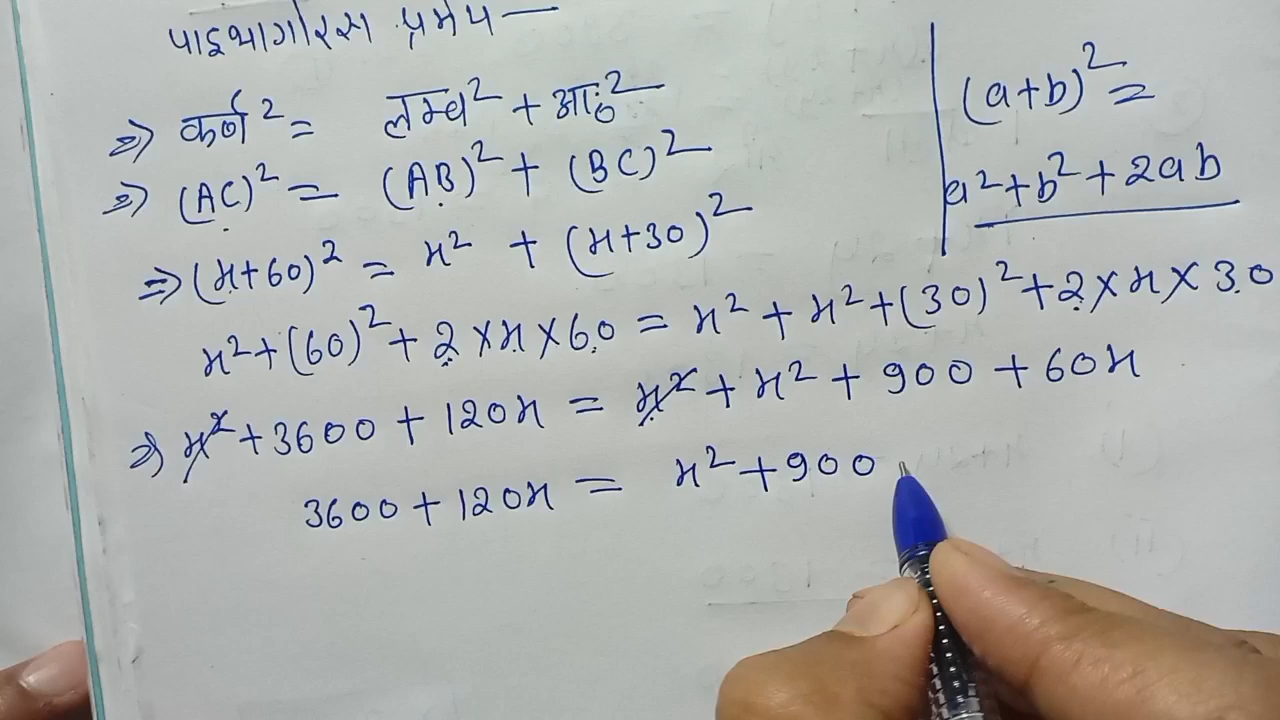 पाइथागोरस प्रमेय —
⇒ कर्ण² = लम्ब² + आ०²
⇒ (AC)² = (AB)² + (BC)²
⇒ (x+60)² = x² + (x+30)²
x² + (60)² + 2 × x × 60 = x² + x² + (30)² + 2 × x × 30
⇒ x² + 3600 + 120x = x² + x² + 900 + 60x
3600 + 120x = x² + 900
(a+b)² =
a² + b² + 2ab